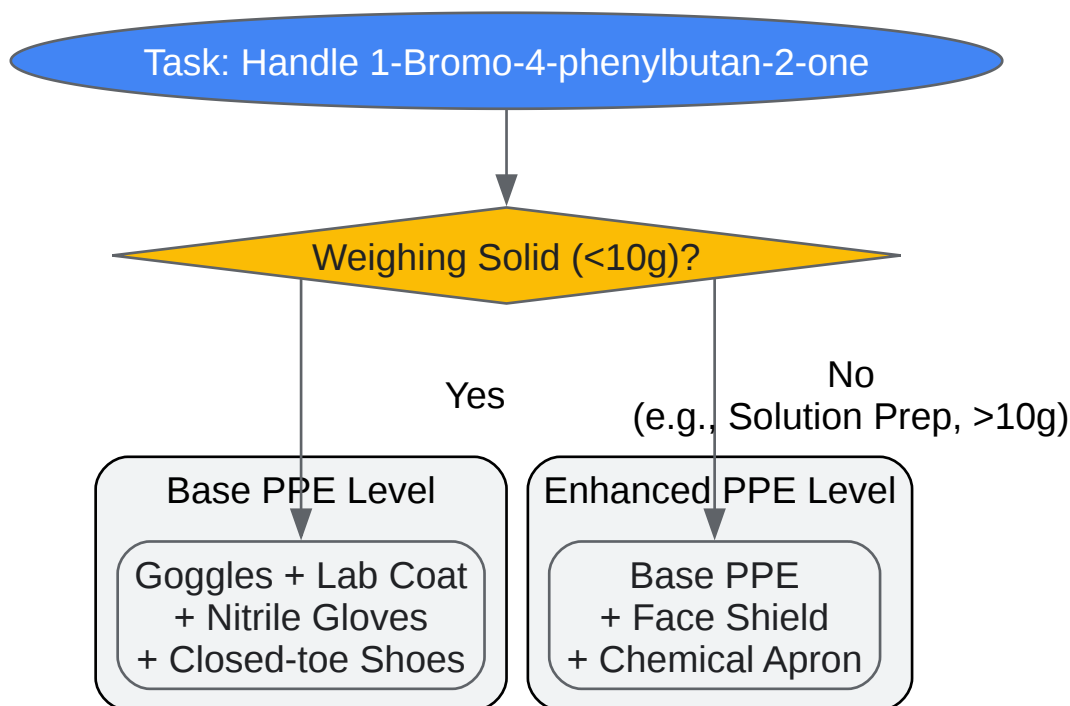 Task: Handle 1-Bromo-4-phenylbutan-2-one
Weighing Solid (<10g)?
Yes
No
(e.g., Solution Prep, >10g)
Base PPE Level
Goggles + Lab Coat
+ Nitrile Gloves
+ Closed-toe Shoes
Enhanced PPE Level
Base PPE
+ Face Shield
+ Chemical Apron